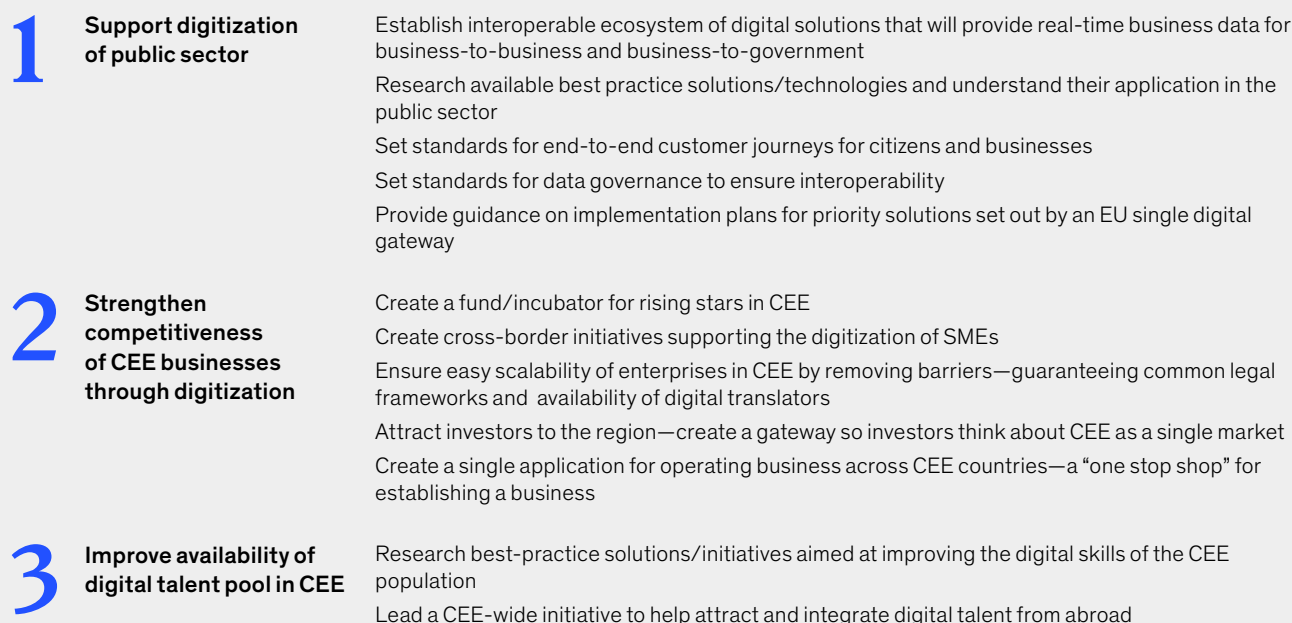 1
Support digitization
of public sector
Establish interoperable ecosystem of digital solutions that will provide real-time business data for
business-to-business and business-to-government
Research available best practice solutions/technologies and understand their application in the
public sector
Set standards for end-to-end customer journeys for citizens and businesses
Set standards for data governance to ensure interoperability
Provide guidance on implementation plans for priority solutions set out by an EU single digital
gateway
2
Strengthen
competitiveness
of CEE businesses
through digitization
Create a fund/incubator for rising stars in CEE
Create cross-border initiatives supporting the digitization of SMEs
Ensure easy scalability of enterprises in CEE by removing barriers—guaranteeing common legal
frameworks and  availability of digital translators
Attract investors to the region—create a gateway so investors think about CEE as a single market
Create a single application for operating business across CEE countries—a “one stop shop” for
establishing a business
3
Improve availability of
digital talent pool in CEE
Research best-practice solutions/initiatives aimed at improving the digital skills of the CEE
population
Lead a CEE-wide initiative to help attract and integrate digital talent from abroad